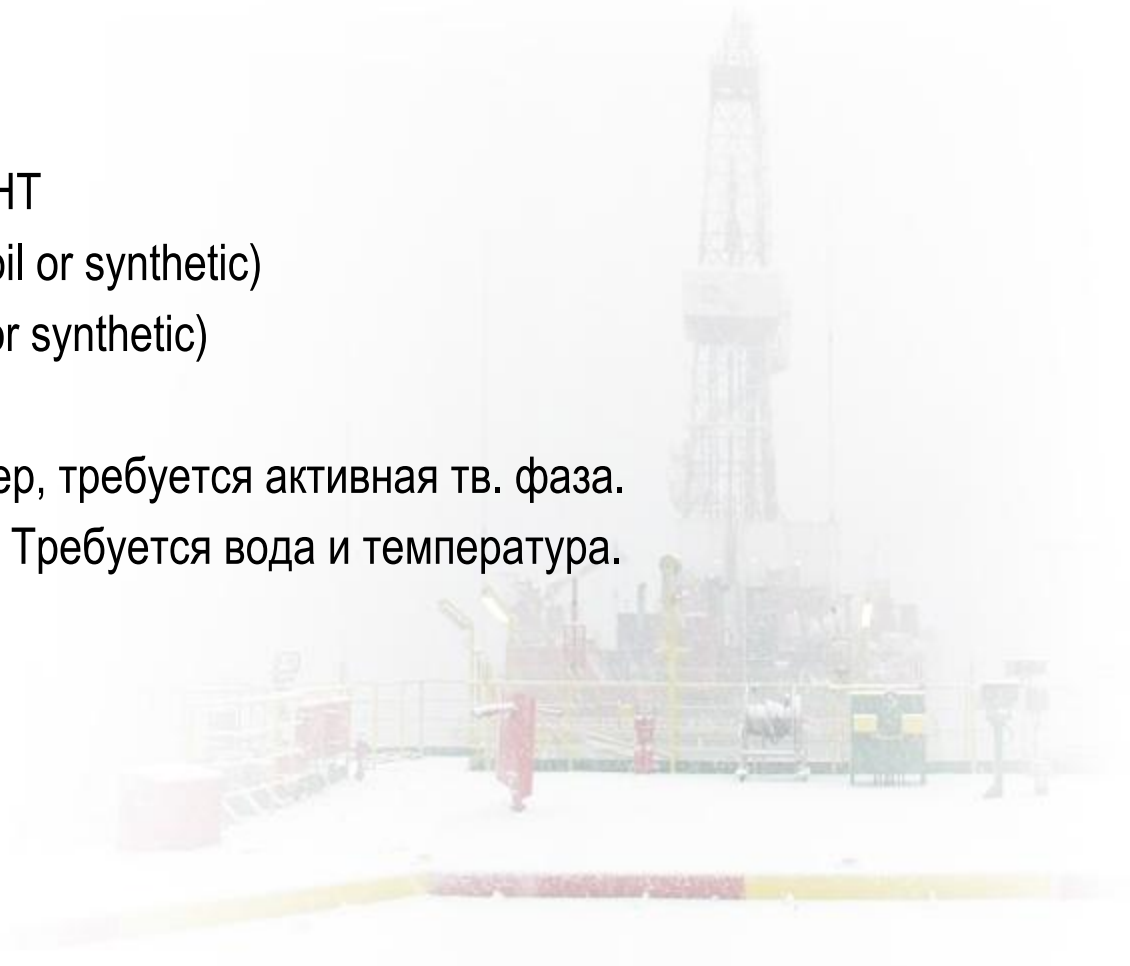 НТ
oil or synthetic)
or synthetic)
ер, требуется активная тв. фаза.
Требуется вода и температура.